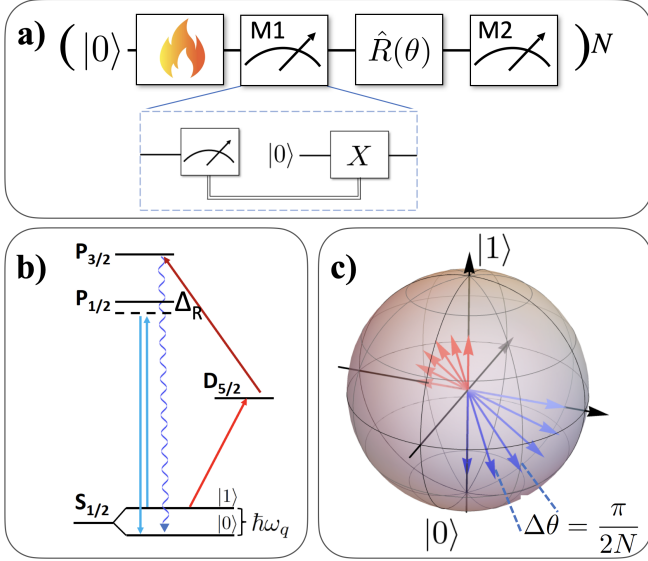 a) ( |0⟩ M1 R̂(θ) M2 )N
|0⟩ X
b)
P3/2
P1/2
ΔR
D5/2
S1/2
|1⟩
|0⟩
ħωq
c)
|1⟩
|0⟩
Δθ̇ = π/2N